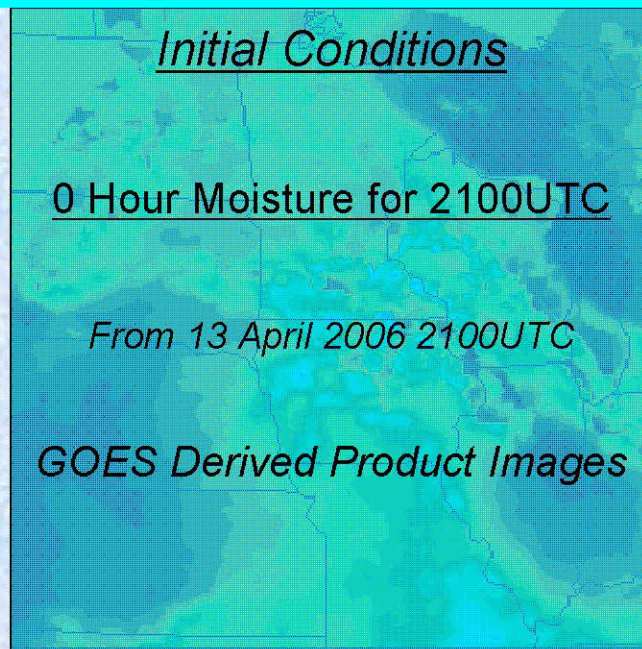 Initial Conditions
0 Hour Moisture for 2100UTC
From 13 April 2006 2100UTC
GOES Derived Product Images